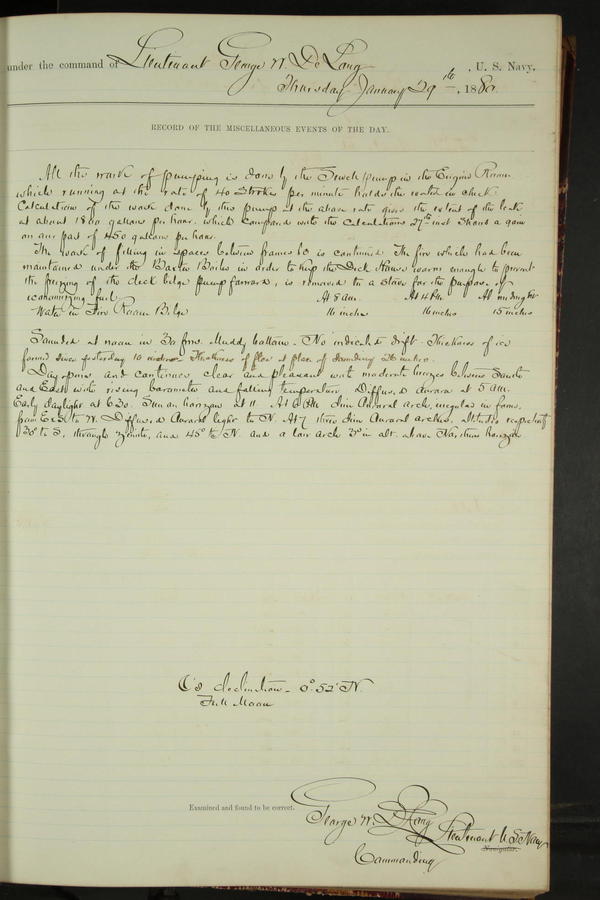 under the command of Lieutenant George W. De Long, U. S. Navy,
Thursday January 29th, 1880.
RECORD OF THE MISCELLANEOUS EVENTS OF THE DAY.
All the work of pumping is done by the Sewell pump in the Engine Room
which running at the rate of 40 Strokes per minute holds the water in check.
Calculation of the work done by this pump at the above rate gives the extent of the leak
at about 1800 gallons per hour, which compared with the Calculations 27th inst shows a gain
on our part of 450 gallons per hour.
The work of filling in spaces between frames is continued. The fire which had been
maintained under the Baxter Boiler in order to keep the Deck House warm enough to prevent
the freezing of the deck bilge pump forward, is removed to a stove for the purpose of
economizing fuel. At 8 am. At 4 PM. At midnight
Water in Fire Room Bilge 16 inches 16 inches 15 inches
Sounded at noon in 30 fms. Muddy bottom. No indicated drift. Thickness of ice
formed since yesterday 10 inches. Thickness of floe at place of sounding 26 inches.
Day opens and continues clear and pleasant with moderate breezes between South
and East with rising barometer and falling temperature. Diffused Aurora at 5 am.
Early daylight at 6 30. Sun on horizon at 11. At 6 PM dim Auroral arch, irregular in form,
from to W. Diffused Auroral light to N. At 7 three dim Auroral arches, altitudes respectively
30° to S, through zenith, and 45° to N. and a low arch 3° in alt. above Northern horizon
☾'s declination - 0° 52' N.
Full Moon
Examined and found to be correct.
George W. De Long Lieutenant U.S. Navy
Navigator.
Commanding